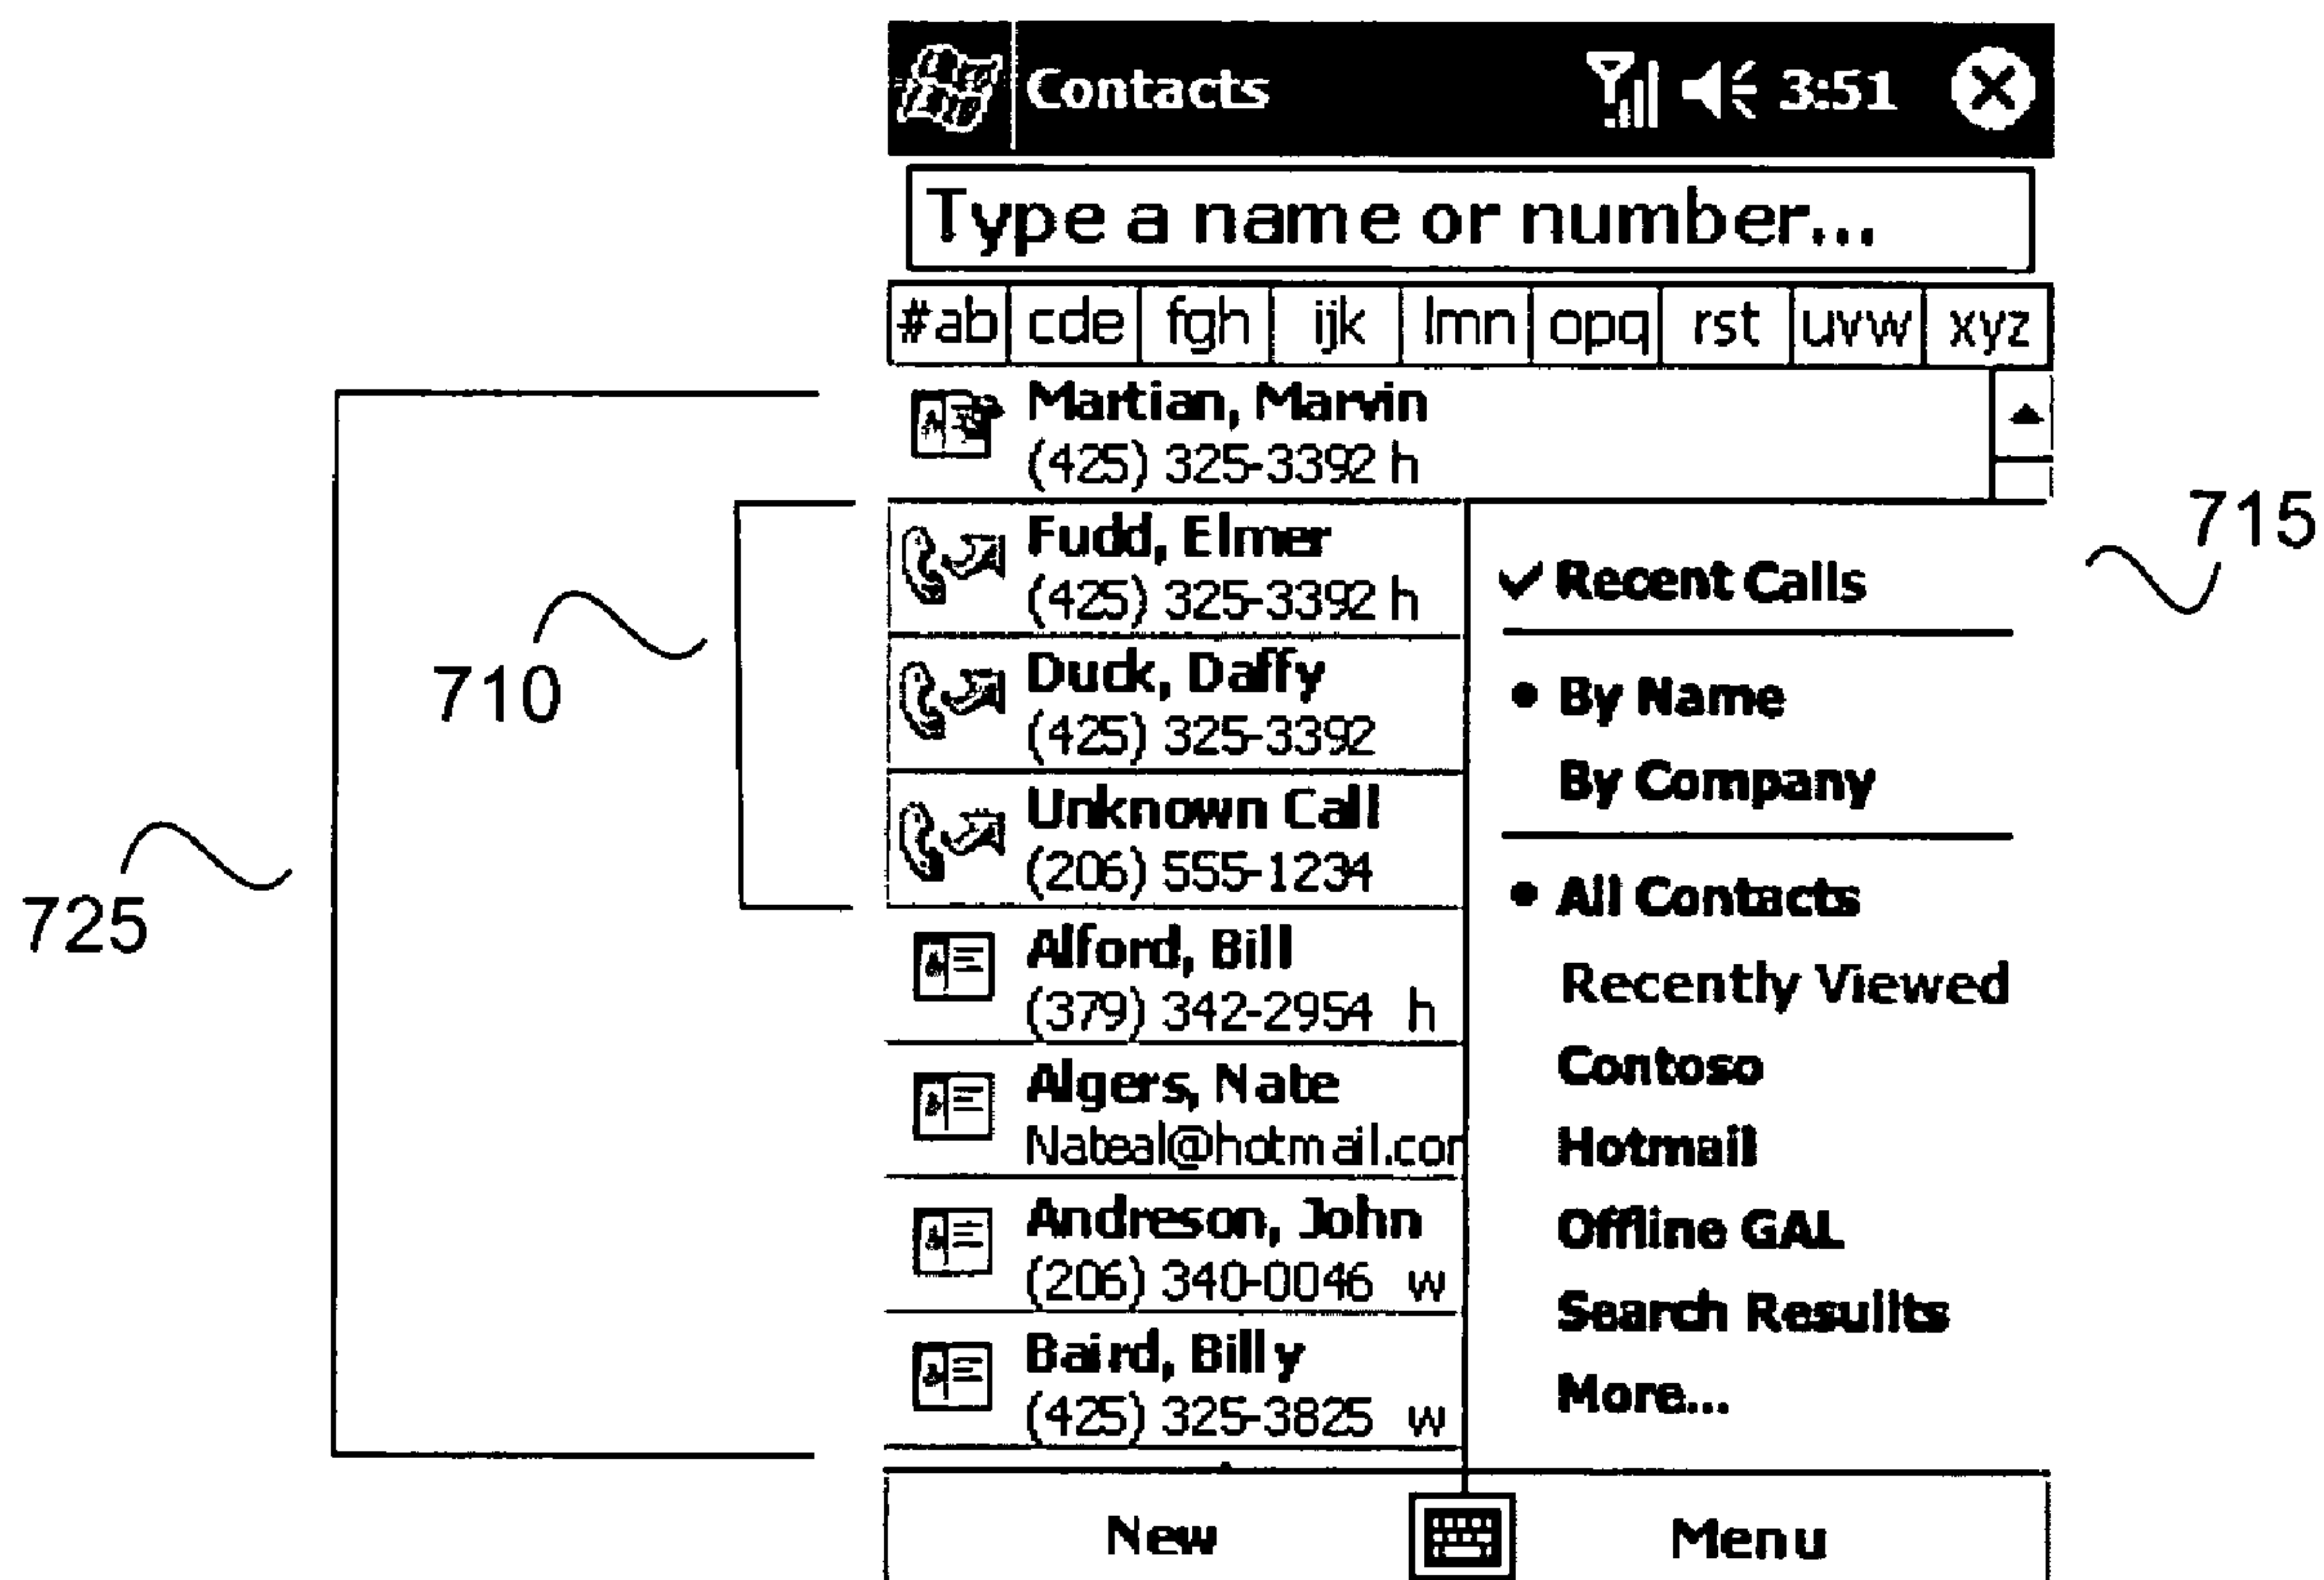 Contacts 3:51
Type a name or number...
#ab cde fgh ijk lmn opq rst uvw xyz
Martian, Marvin
(425) 325-3392 h
Fudd, Elmer
(425) 325-3392 h
Duck, Daffy
(425) 325-3392
Unknown Call
(206) 555-1234
Alford, Bill
(379) 342-2954 h
Algers, Nate
Nateal@hotmail.com
Andreson, John
(206) 340-0046 w
Baird, Billy
(425) 325-3825 w
Recent Calls
By Name
By Company
All Contacts
Recently Viewed
Contoso
Hotmail
Offline GAL
Search Results
More...
New Menu
710
715
725